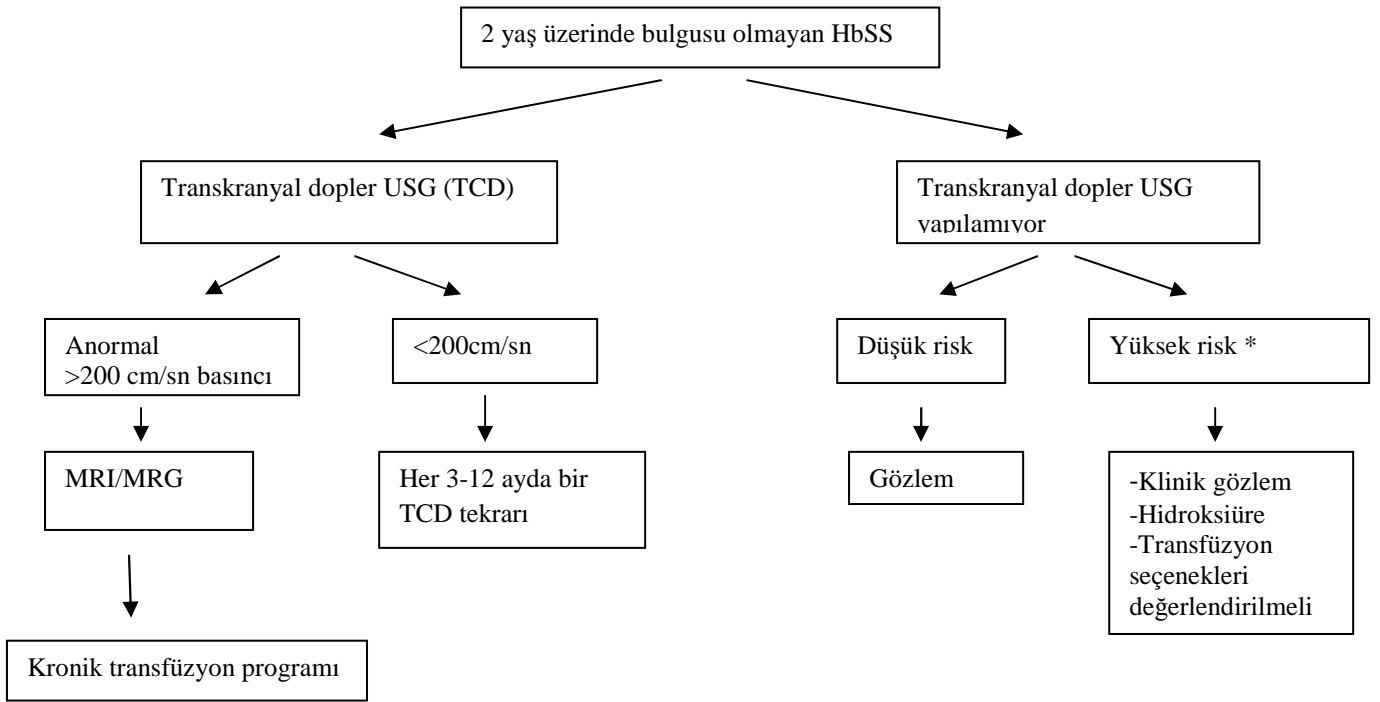 2 yaş üzerinde bulgusu olmayan HbSS
Transkranyal dopler USG (TCD)
Transkranyal dopler USG
yapılamıyor
Anormal
>200 cm/sn basıncı
<200cm/sn
Düşük risk
Yüksek risk *
MRI/MRG
Her 3-12 ayda bir
TCD tekrarı
Gözlem
-Klinik gözlem
-Hidroksiüre
-Transfüzyon
seçenekleri
değerlendirilmeli
Kronik transfüzyon programı